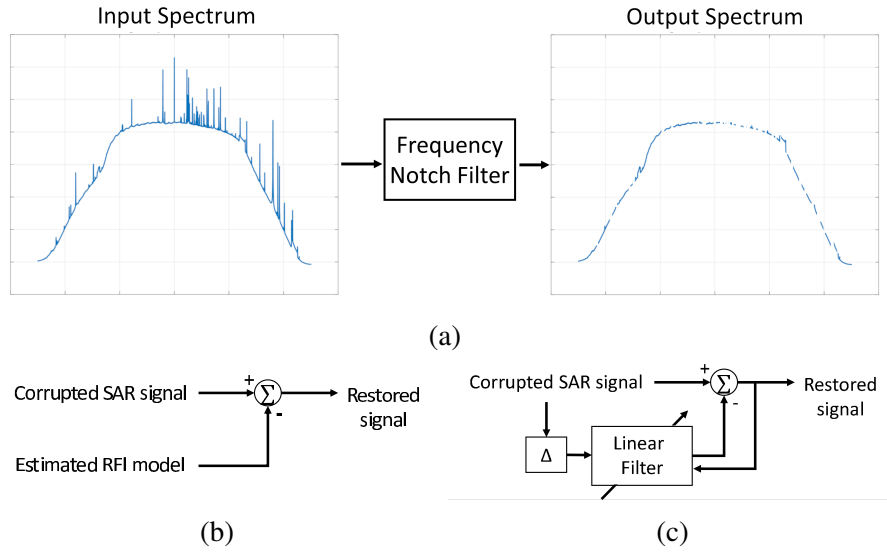 Input Spectrum
Output Spectrum
Frequency
Notch Filter
(a)
+
Corrupted SAR signal
Σ
Restored
signal
-
Estimated RFI model
(b)
+
Corrupted SAR signal
Σ
Restored
signal
-
Δ
Linear
Filter
(c)